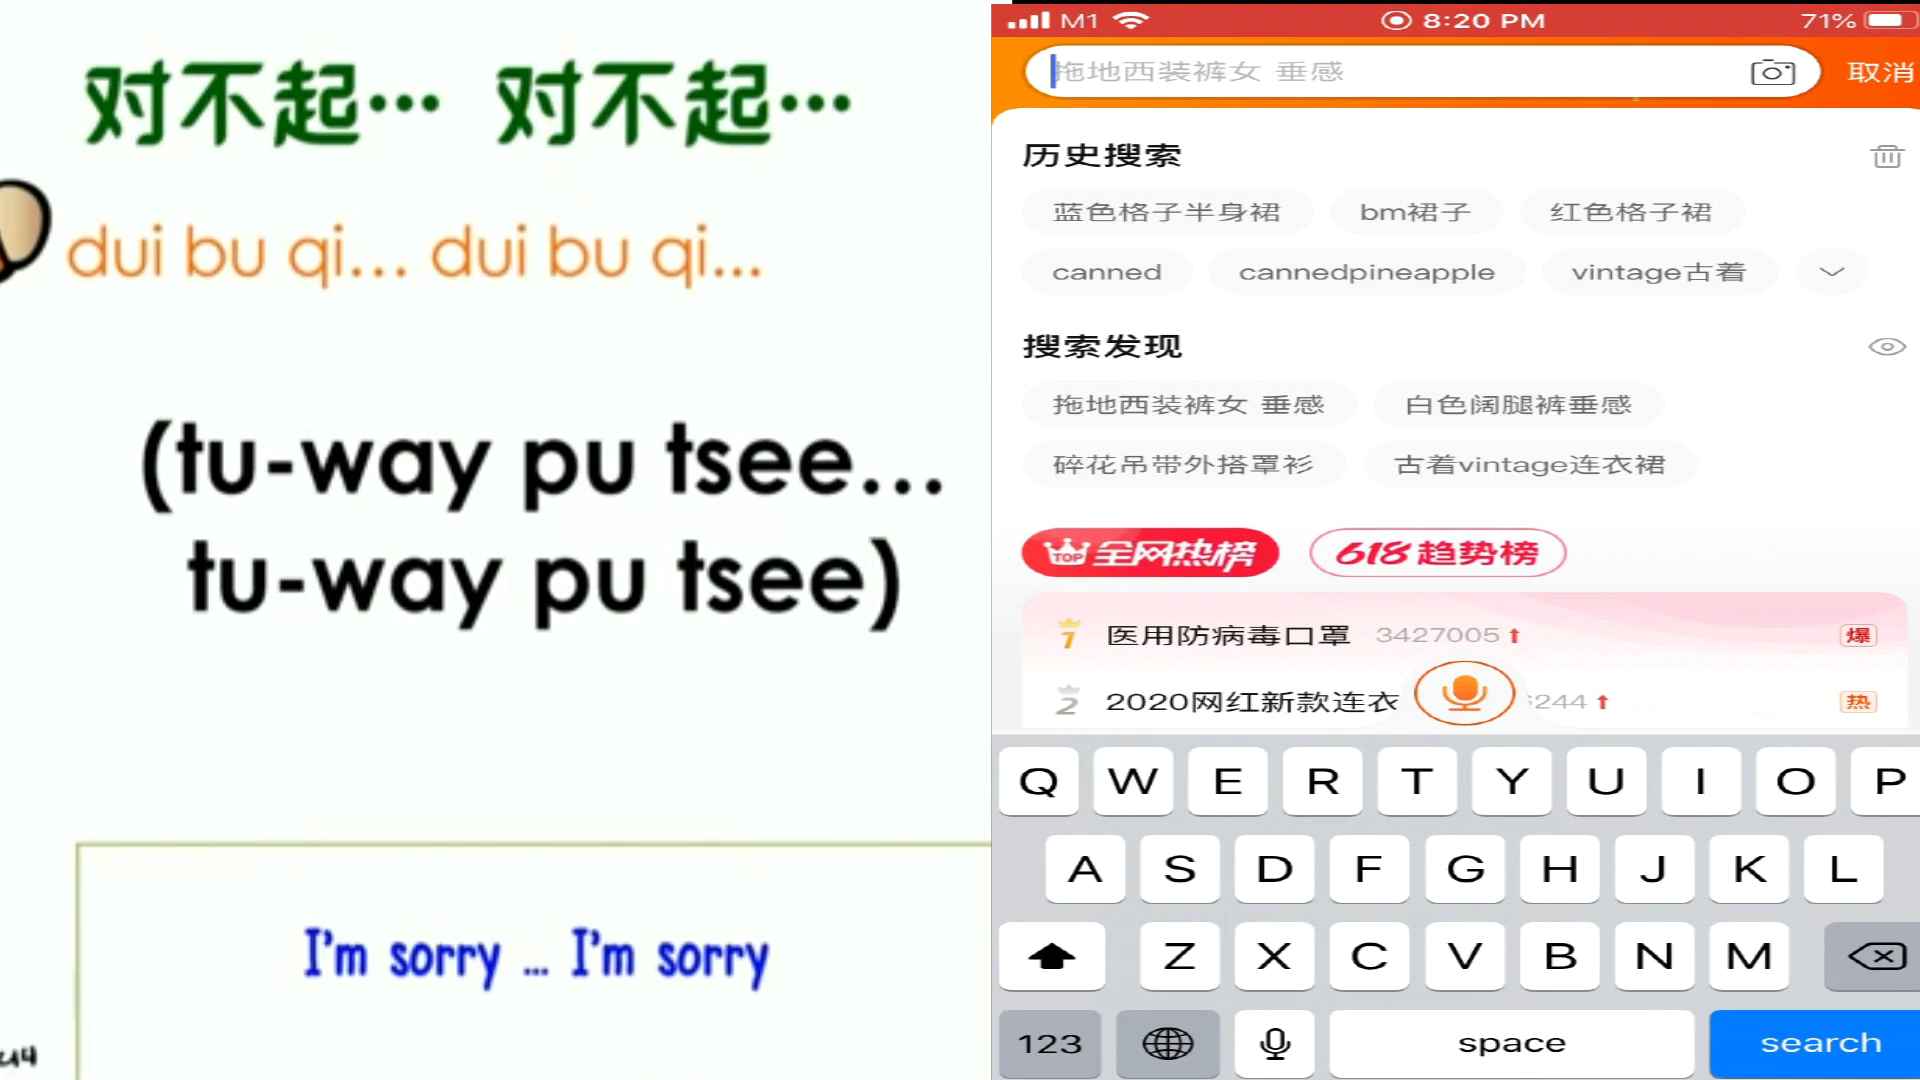 对不起… 对不起…
dui bu qi... dui bu qi...
(tu-way pu tsee...
tu-way pu tsee)
I'm sorry ... I'm sorry
M1 8:20 PM 71%
拖地西装裤女 垂感 取消
历史搜索
蓝色格子半身裙 bm裙子 红色格子裙
canned cannedpineapple vintage古着
搜索发现
拖地西装裤女 垂感 白色阔腿裤垂感
碎花吊带外搭罩衫 古着vintage连衣裙
TOP 全网热榜 618趋势榜
1 医用防病毒口罩 3427005 爆
2 2020网红新款连衣 244 热
Q W E R T Y U I O P
A S D F G H J K L
Z X C V B N M
123 space search